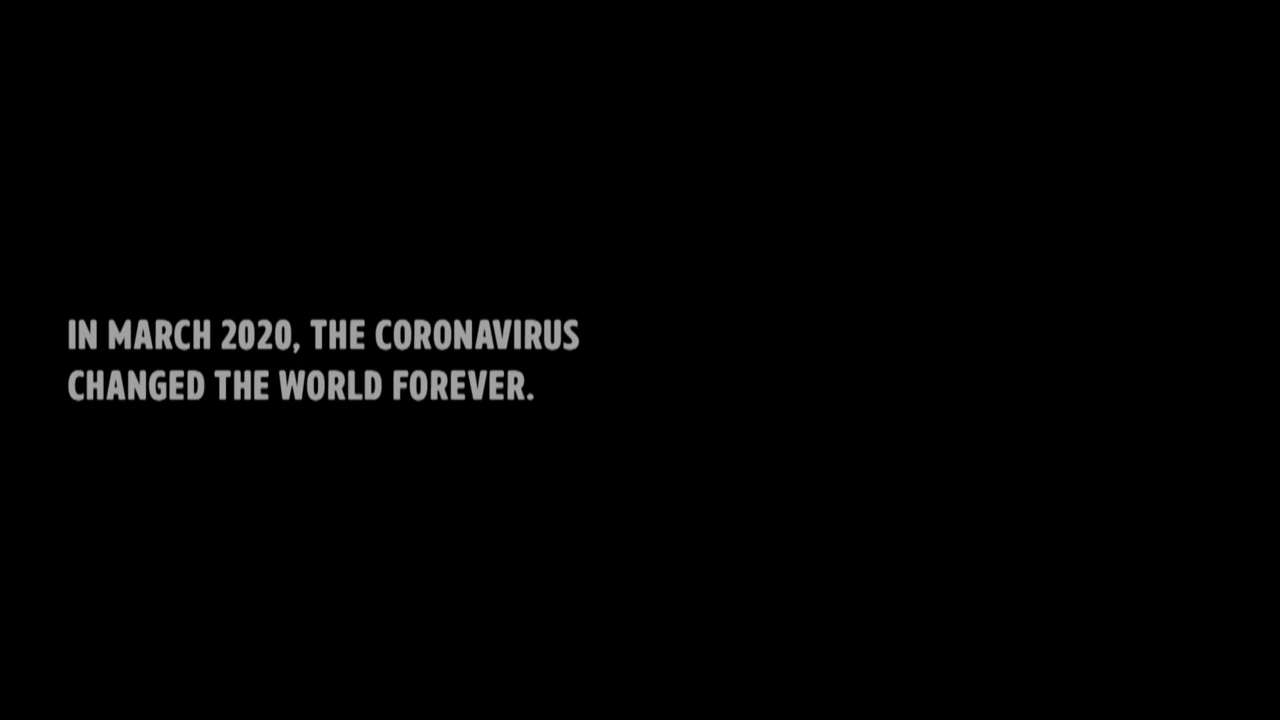 IN MARCH 2020, THE CORONAVIRUS
CHANGED THE WORLD FOREVER.